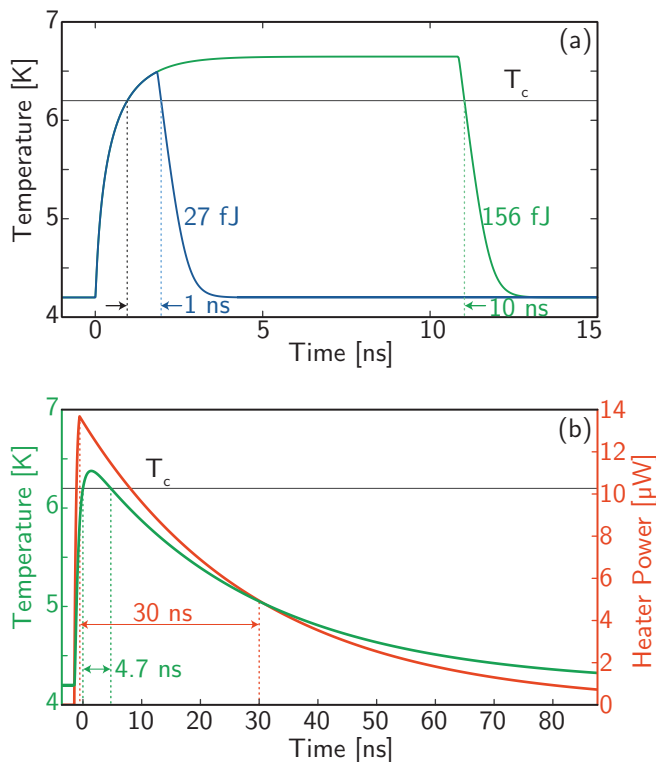 7
6
5
4
Temperature [K]
(a)
T_c
27 fJ
156 fJ
1 ns
10 ns
0
5
10
15
Time [ns]
7
6
5
4
Temperature [K]
(b)
T_c
30 ns
4.7 ns
14
12
10
8
6
4
2
0
Heater Power [µW]
0
10
20
30
40
50
60
70
80
Time [ns]